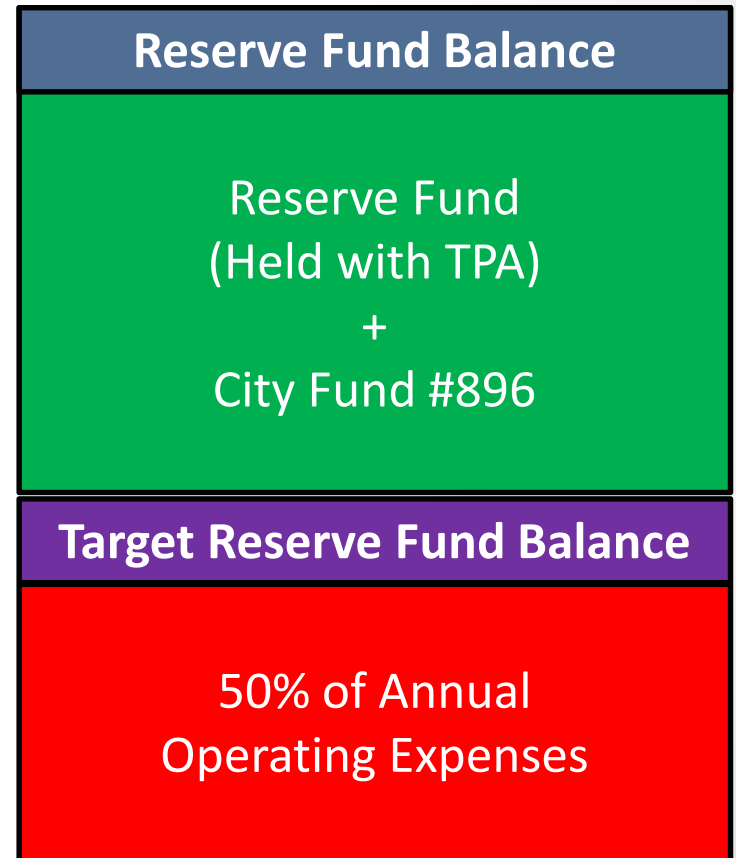 Reserve Fund Balance
Reserve Fund
(Held with TPA)
+
City Fund #896
Target Reserve Fund Balance
50% of Annual
Operating Expenses